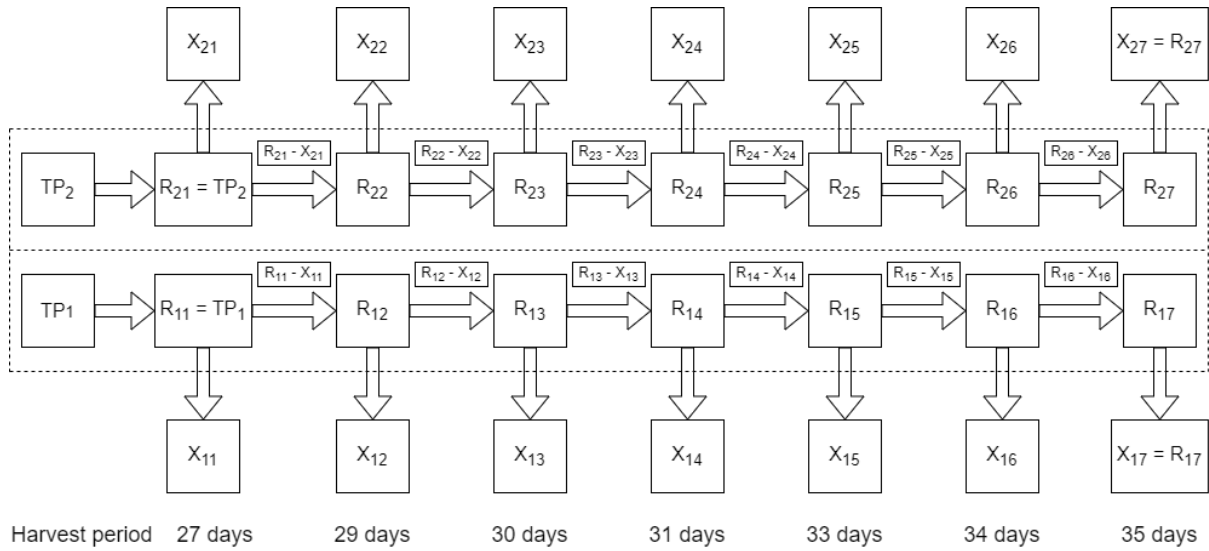 X₂₁ X₂₂ X₂₃ X₂₄ X₂₅ X₂₆ X₂₇ = R₂₇
R₂₁ - X₂₁ R₂₂ - X₂₂ R₂₃ - X₂₃ R₂₄ - X₂₄ R₂₅ - X₂₅ R₂₆ - X₂₆
TP₂ R₂₁ = TP₂ R₂₂ R₂₃ R₂₄ R₂₅ R₂₆ R₂₇
R₁₁ - X₁₁ R₁₂ - X₁₂ R₁₃ - X₁₃ R₁₄ - X₁₄ R₁₅ - X₁₅ R₁₆ - X₁₆
TP1 R₁₁ = TP₁ R₁₂ R₁₃ R₁₄ R₁₅ R₁₆ R₁₇
X₁₁ X₁₂ X₁₃ X₁₄ X₁₅ X₁₆ X₁₇ = R₁₇
Harvest period 27 days 29 days 30 days 31 days 33 days 34 days 35 days